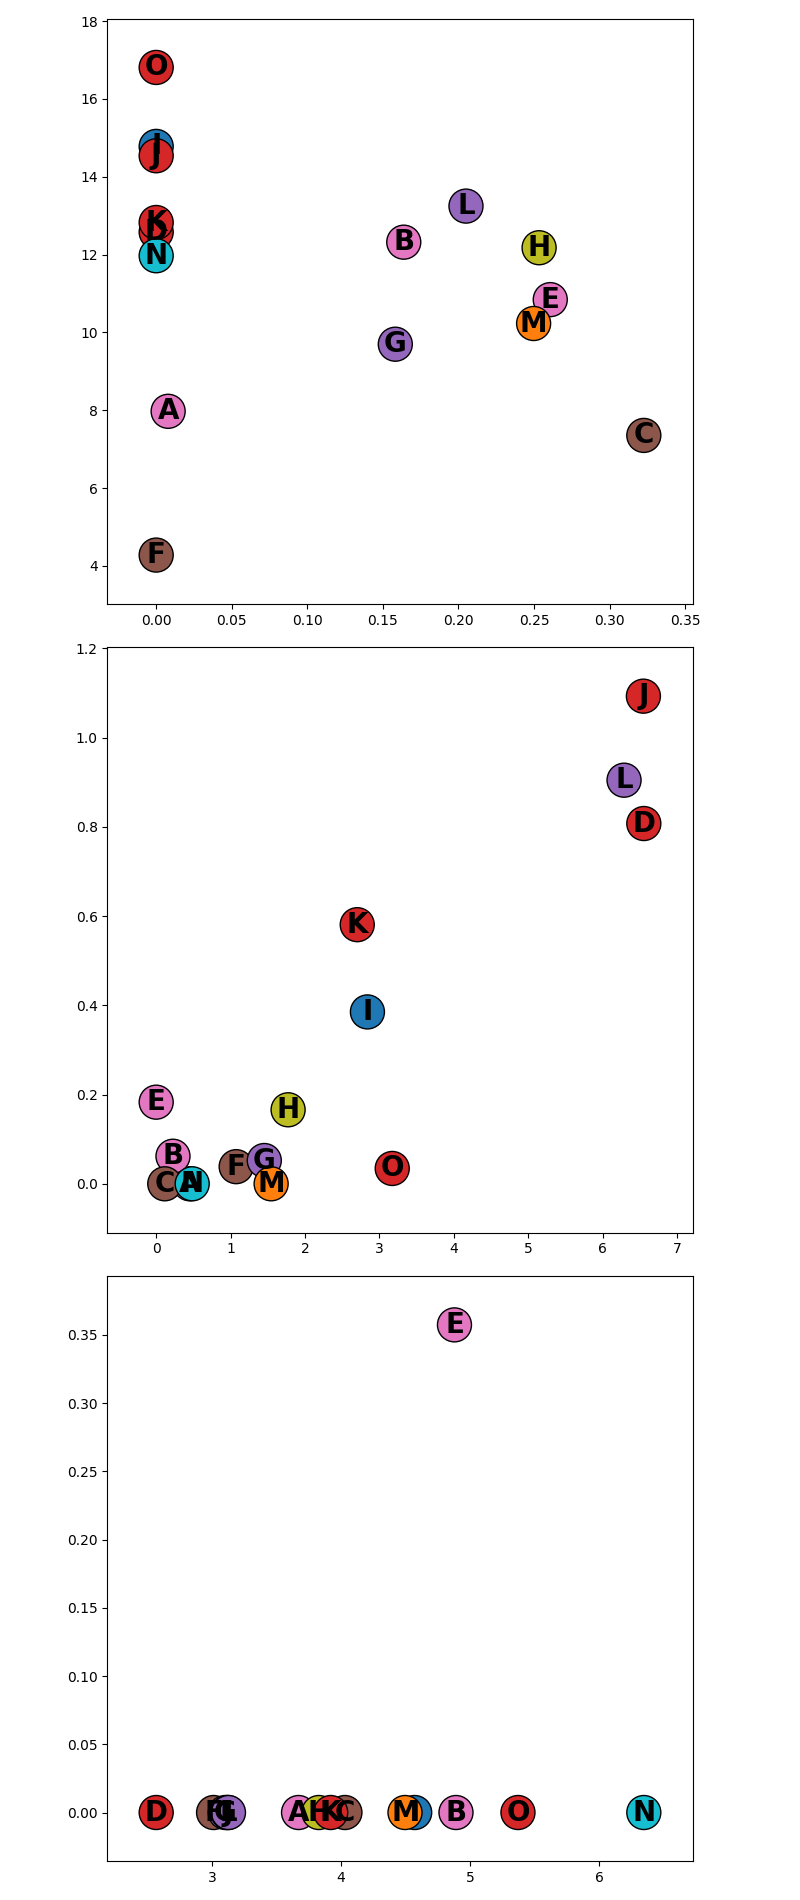 18
O
16
J
14
L
K
D
B
H
12
N
E
M
10
G
8
A
C
6
F
4
0.00 0.05 0.10 0.15 0.20 0.25 0.30 0.35
1.2
J
1.0
L
0.8
D
0.6
K
0.4
I
0.2
E
H
B
F
G
O
0.0
C
N
M
0 1 2 3 4 5 6 7
E
0.35
0.30
0.25
0.20
0.15
0.10
0.05
0.00 D G A H K C M B O N
3 4 5 6